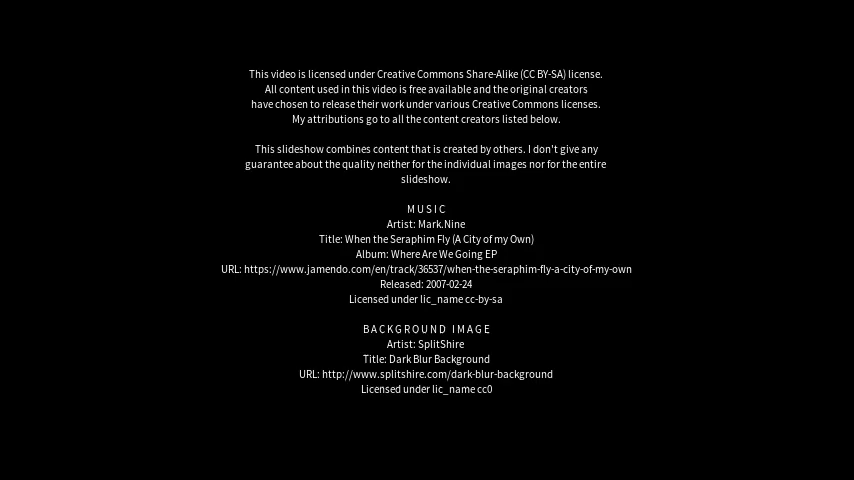 This video is licensed under Creative Commons Share-Alike (CC BY-SA) license.
All content used in this video is free available and the original creators
have chosen to release their work under various Creative Commons licenses.
My attributions go to all the content creators listed below.
This slideshow combines content that is created by others. I don't give any
guarantee about the quality neither for the individual images nor for the entire
slideshow.
M U S I C
Artist: Mark.Nine
Title: When the Seraphim Fly (A City of my Own)
Album: Where Are We Going EP
URL: https://www.jamendo.com/en/track/36537/when-the-seraphim-fly-a-city-of-my-own
Released: 2007-02-24
Licensed under lic_name cc-by-sa
B A C K G R O U N D   I M A G E
Artist: SplitShire
Title: Dark Blur Background
URL: http://www.splitshire.com/dark-blur-background
Licensed under lic_name cc0